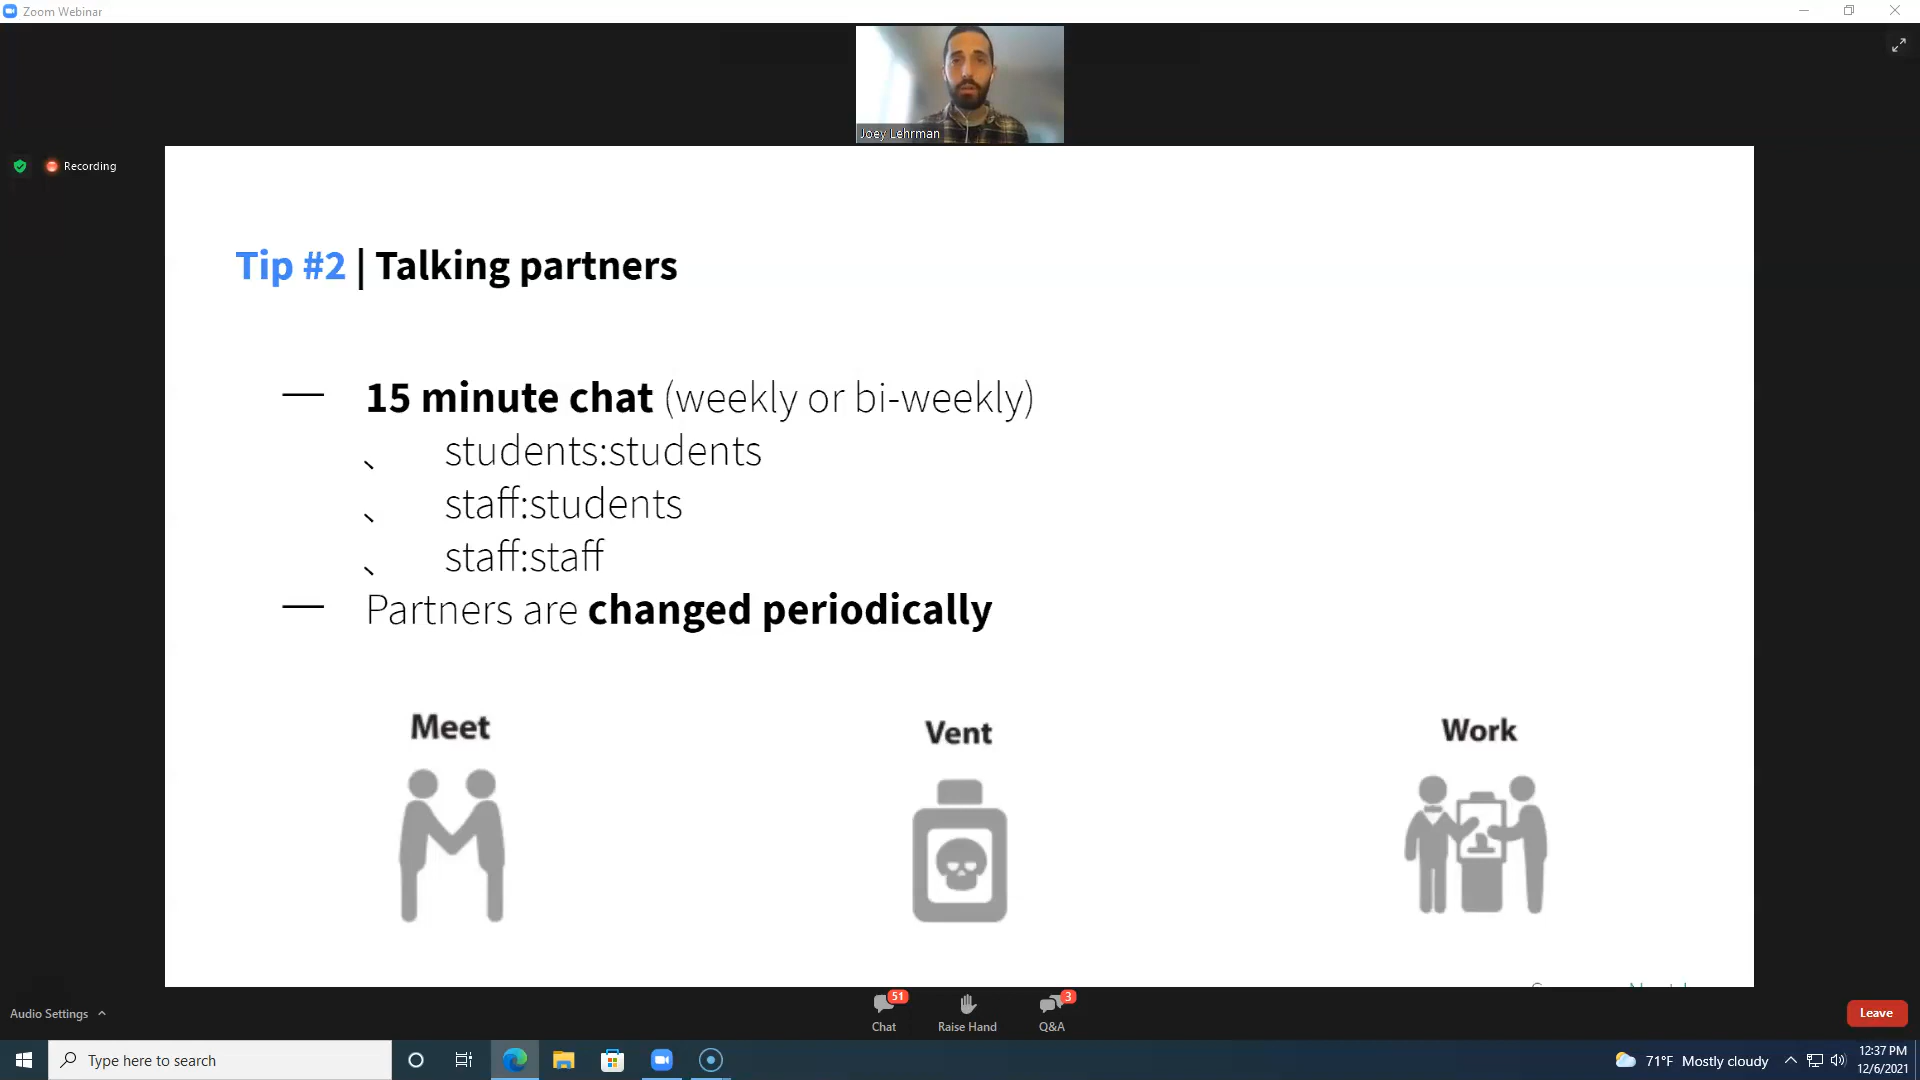 Zoom Webinar
Joey Lehrman
Recording
Tip #2 | Talking partners
— 15 minute chat (weekly or bi-weekly)
、 students:students
、 staff:students
、 staff:staff
— Partners are changed periodically
Meet Vent Work
Audio Settings
51
Chat
Raise Hand
3
Q&A
Leave
Type here to search
71°F Mostly cloudy
12:37 PM
12/6/2021